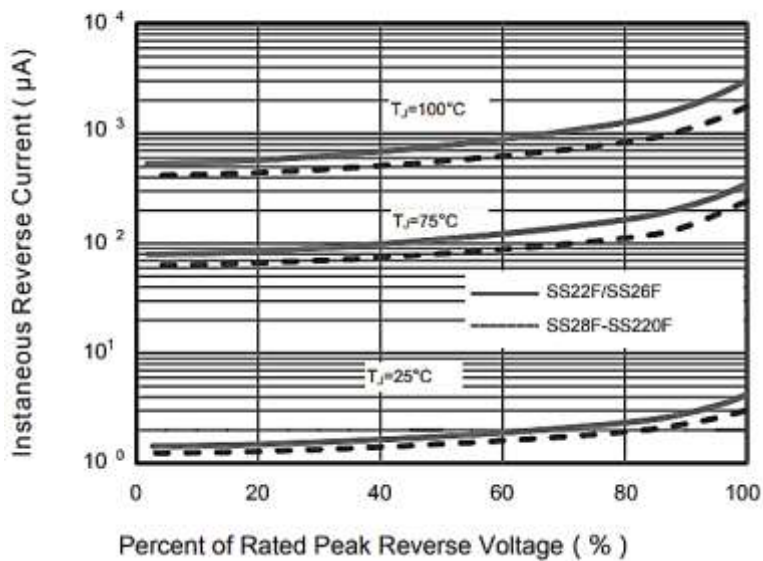 Instaneous Reverse Current ( μA)
10 4
10 3
10 2
10 1
10 0
TJ=100°C
TJ=75°C
SS22F/SS26F
SS28F-SS220F
TJ=25°C
0 20 40 60 80 100
Percent of Rated Peak Reverse Voltage ( % )